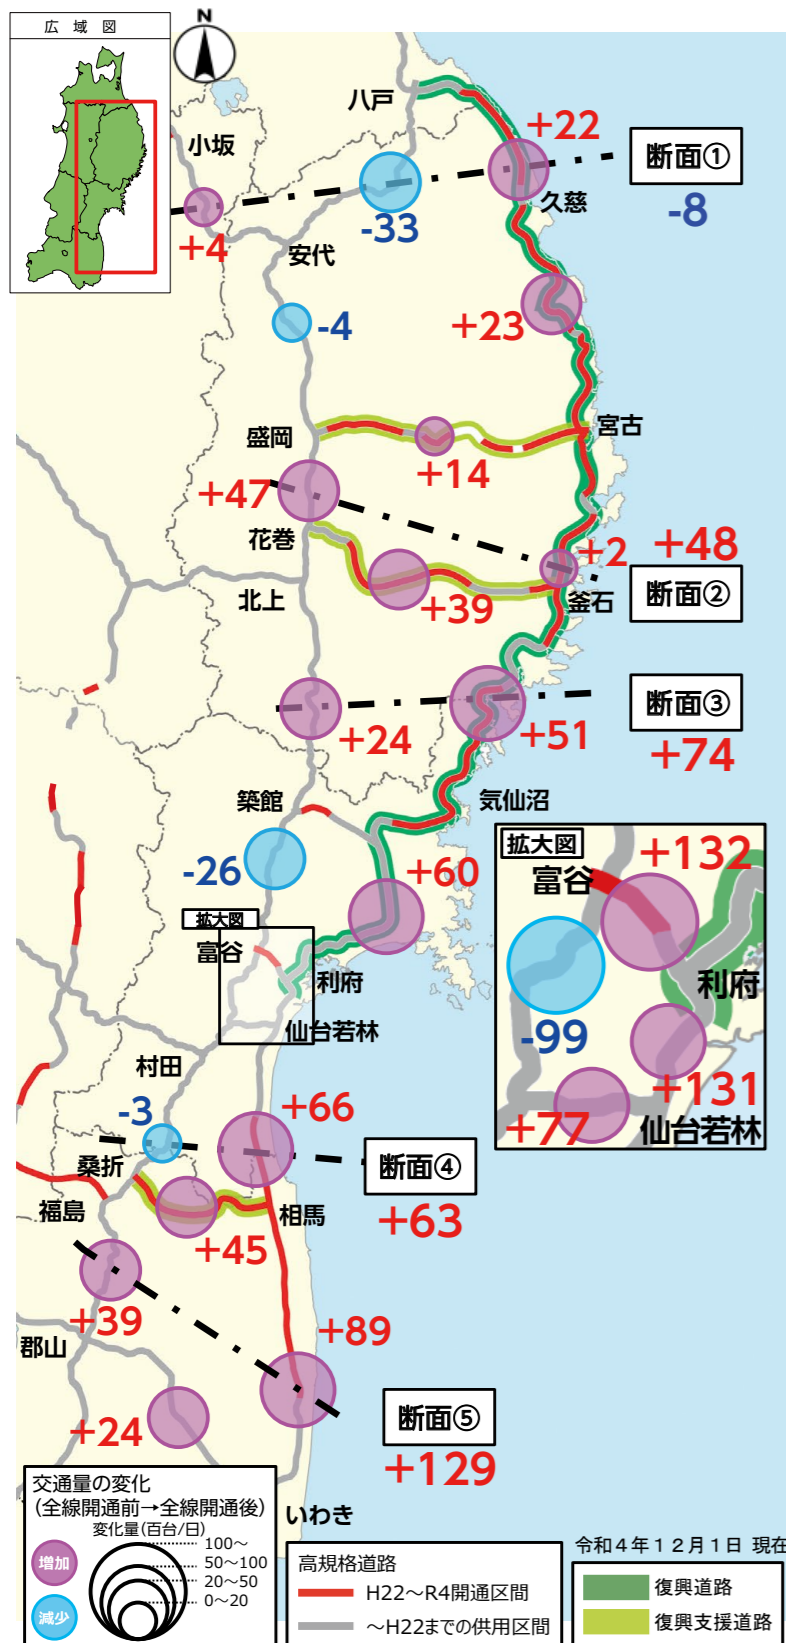 広域図
N
八戸
小坂
+22
断面①
-8
久慈
-33
+4
安代
-4
+23
盛岡
宮古
+14
+47
花巻
+2
+48
北上
+39
釜石
断面②
断面③
+74
+24
+51
築館
気仙沼
-26
+60
拡大図
富谷
利府
仙台若林
拡大図
+132
富谷
利府
-99
+131
+77
仙台若林
村田
-3
+66
桑折
断面④
+63
福島
相馬
+45
+39
+89
郡山
断面⑤
+129
+24
いわき
交通量の変化
(全線開通前→全線開通後)
変化量(百台/日)
増加
減少
100~
50~100
20~50
0~20
高規格道路
H22~R4開通区間
~H22までの供用区間
令和4年12月1日 現在
復興道路
復興支援道路